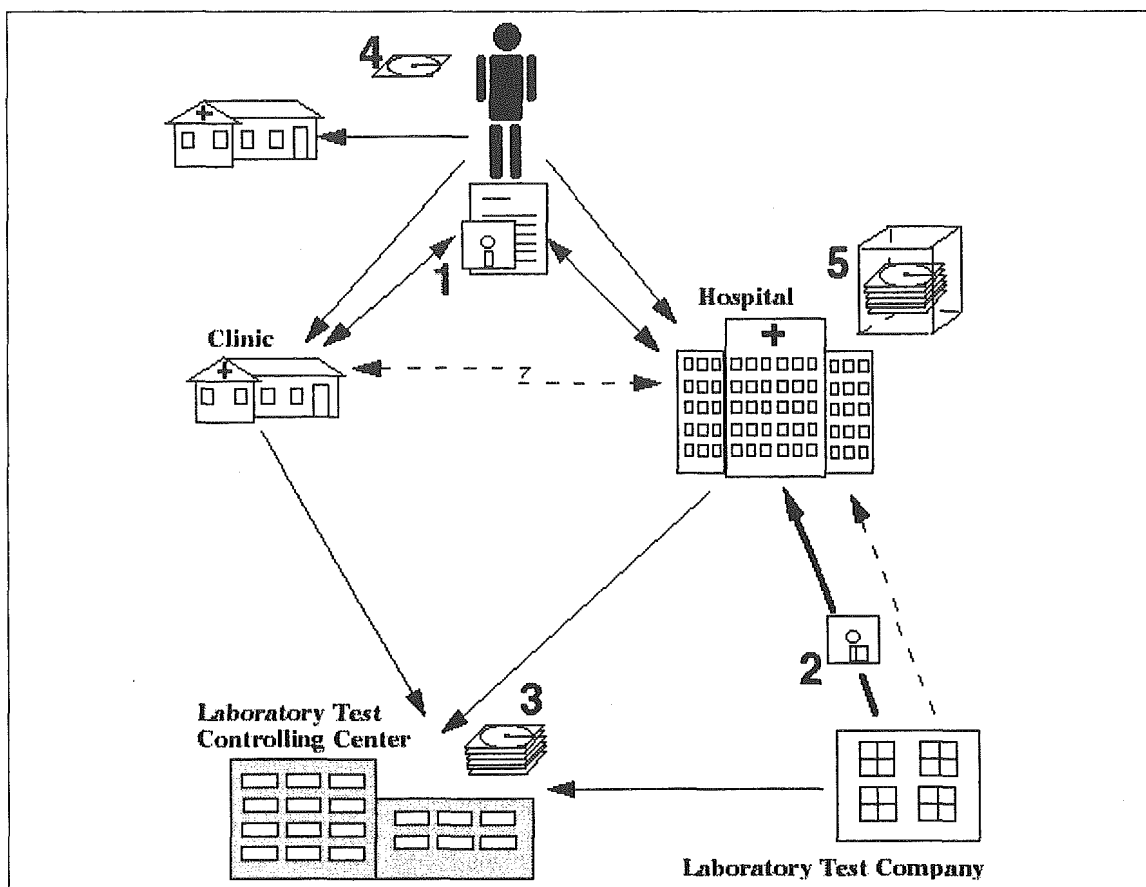 4
1
5
Hospital
Clinic
2
3
Laboratory Test
Controlling Center
Laboratory Test Company